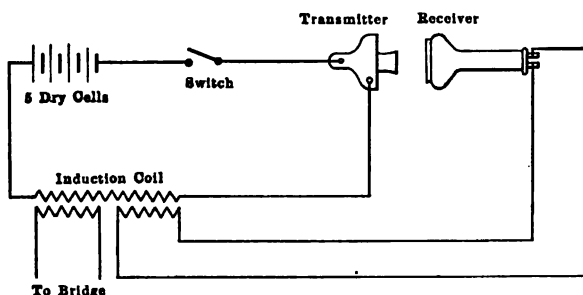 Transmitter
Receiver
Switch
5 Dry Cells
Induction Coil
To Bridge